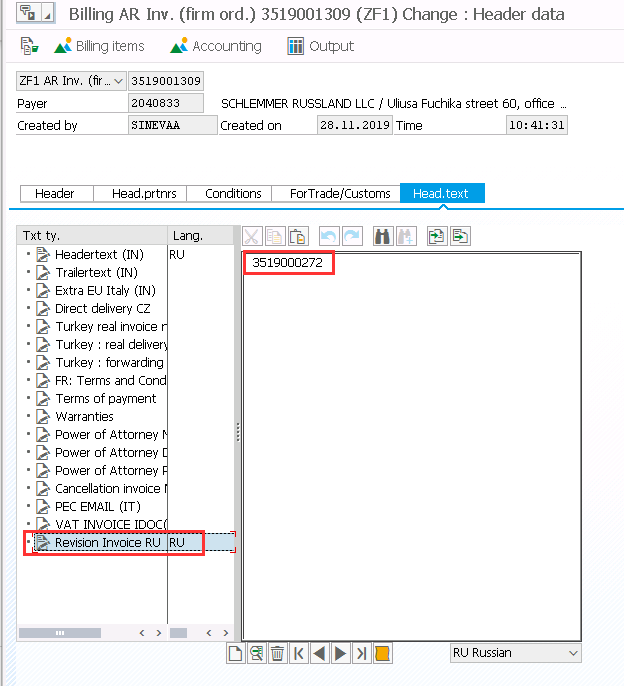 Billing AR Inv. (firm ord.) 3519001309 (ZF1) Change : Header data
Billing items Accounting Output
ZF1 AR Inv. (fir... 3519001309
Payer 2040833 SCHLEMMER RUSSLAND LLC / Uliusa Fuchika street 60, office ...
Created by SINEVAA Created on 28.11.2019 Time 10:41:31
Header Head.prtnrs Conditions ForTrade/Customs Head.text
Txt ty. Lang.
Headertext (IN) RU
3519000272
Trailertext (IN)
Extra EU Italy (IN)
Direct delivery CZ
Turkey real invoice n
Turkey : real delivery
Turkey : forwarding
FR: Terms and Cond
Terms of payment
Warranties
Power of Attorney N
Power of Attorney D
Power of Attorney P
Cancellation invoice N
PEC EMAIL (IT)
VAT INVOICE IDOC(
Revision Invoice RU RU
RU Russian